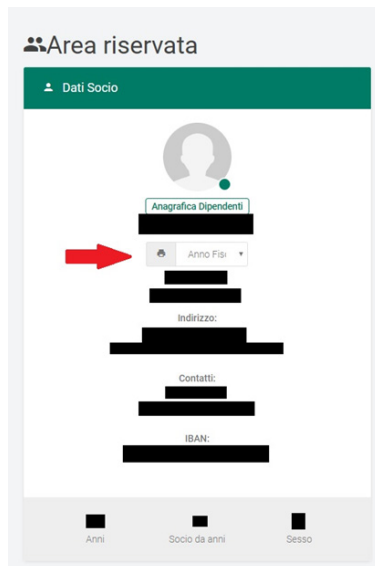 Area riservata
Dati Socio
Anagrafica Dipendenti
Anno Fis
Indirizzo:
Contatti:
IBAN:
Anni Socio da anni Sesso